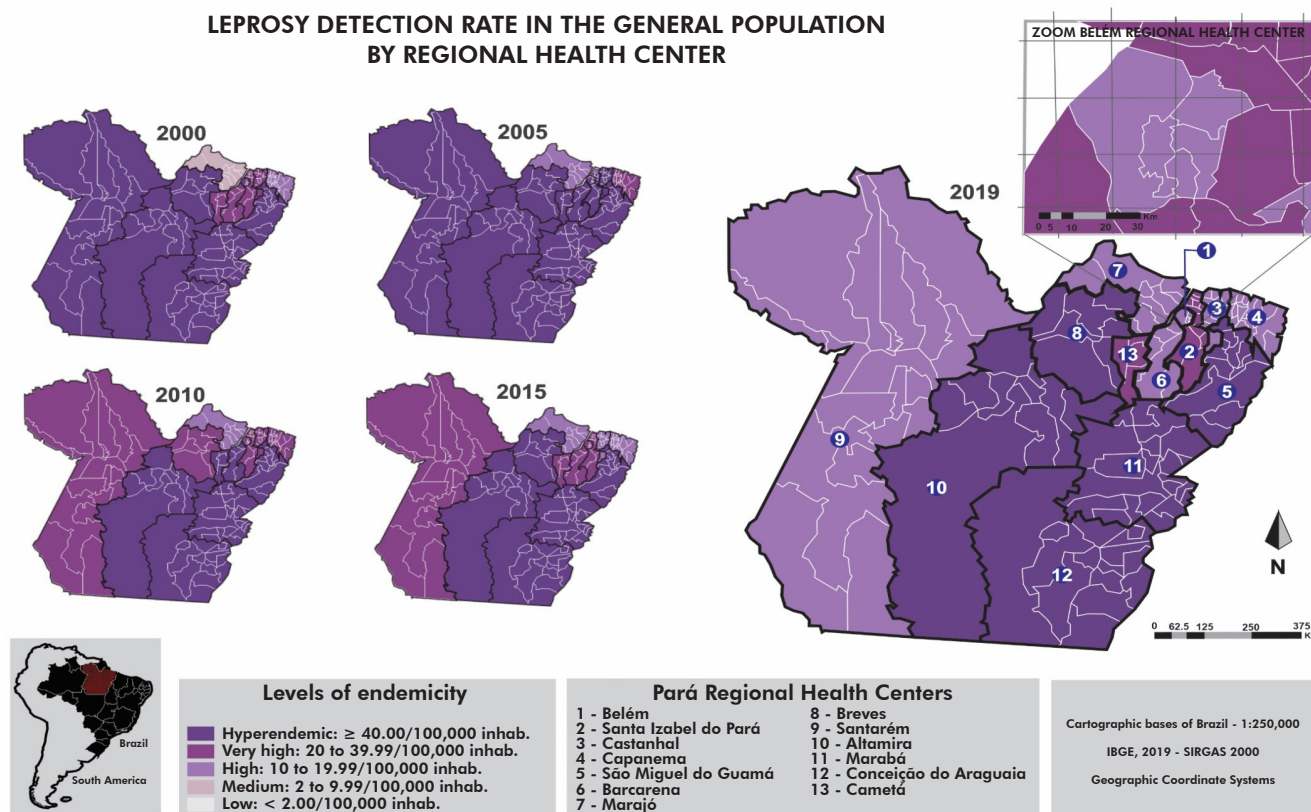 LEPROSY DETECTION RATE IN THE GENERAL POPULATION
BY REGIONAL HEALTH CENTER
ZOOM BELÉM REGIONAL HEALTH CENTER
0 5 10 20 30 Km
2000
2005
2010
2015
2019
1
7
3
4
8
13
2
6
5
9
11
10
12
N
0 62.5 125 250 375
K
Brazil
South America
Levels of endemicity
Hyperendemic: ≥ 40.00/100,000 inhab.
Very high: 20 to 39.99/100,000 inhab.
High: 10 to 19.99/100,000 inhab.
Medium: 2 to 9.99/100,000 inhab.
Low: < 2.00/100,000 inhab.
Pará Regional Health Centers
1 - Belém
2 - Santa Izabel do Pará
3 - Castanhal
4 - Capanema
5 - São Miguel do Guamá
6 - Barcarena
7 - Marajó
8 - Breves
9 - Santarém
10 - Altamira
11 - Marabá
12 - Conceição do Araguaia
13 - Cametá
Cartographic bases of Brazil - 1:250,000
IBGE, 2019 - SIRGAS 2000
Geographic Coordinate Systems